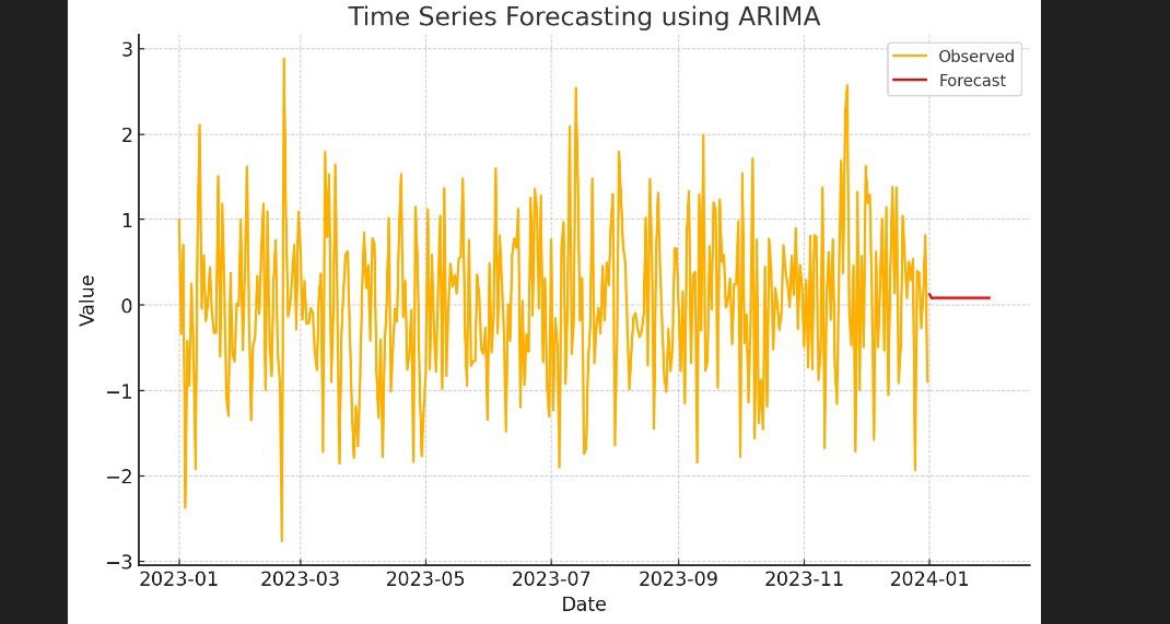 Time Series Forecasting using ARIMA
Observed
Forecast
3
2
1
0
−1
−2
−3
Value
2023-01 2023-03 2023-05 2023-07 2023-09 2023-11 2024-01
Date